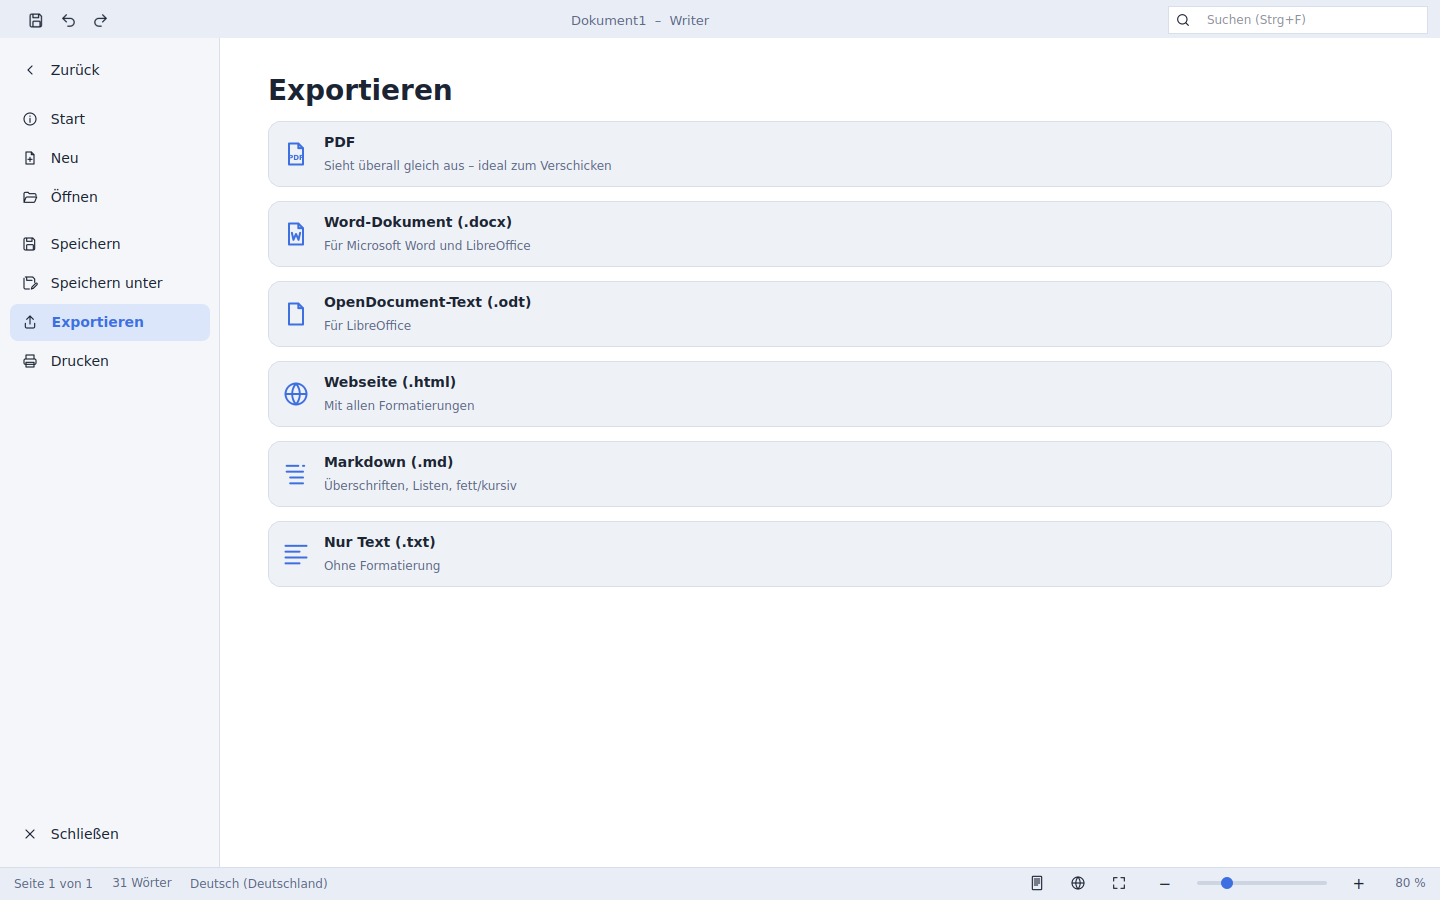 Dokument1 – Writer
Suchen (Strg+F)
Zurück
Start
Neu
Öffnen
Speichern
Speichern unter
Exportieren
Drucken
Schließen
Exportieren
PDF
PDF
Sieht überall gleich aus – ideal zum Verschicken
W
Word-Dokument (.docx)
Für Microsoft Word und LibreOffice
OpenDocument-Text (.odt)
Für LibreOffice
Webseite (.html)
Mit allen Formatierungen
Markdown (.md)
Überschriften, Listen, fett/kursiv
Nur Text (.txt)
Ohne Formatierung
Seite 1 von 1 31 Wörter Deutsch (Deutschland) 80 %